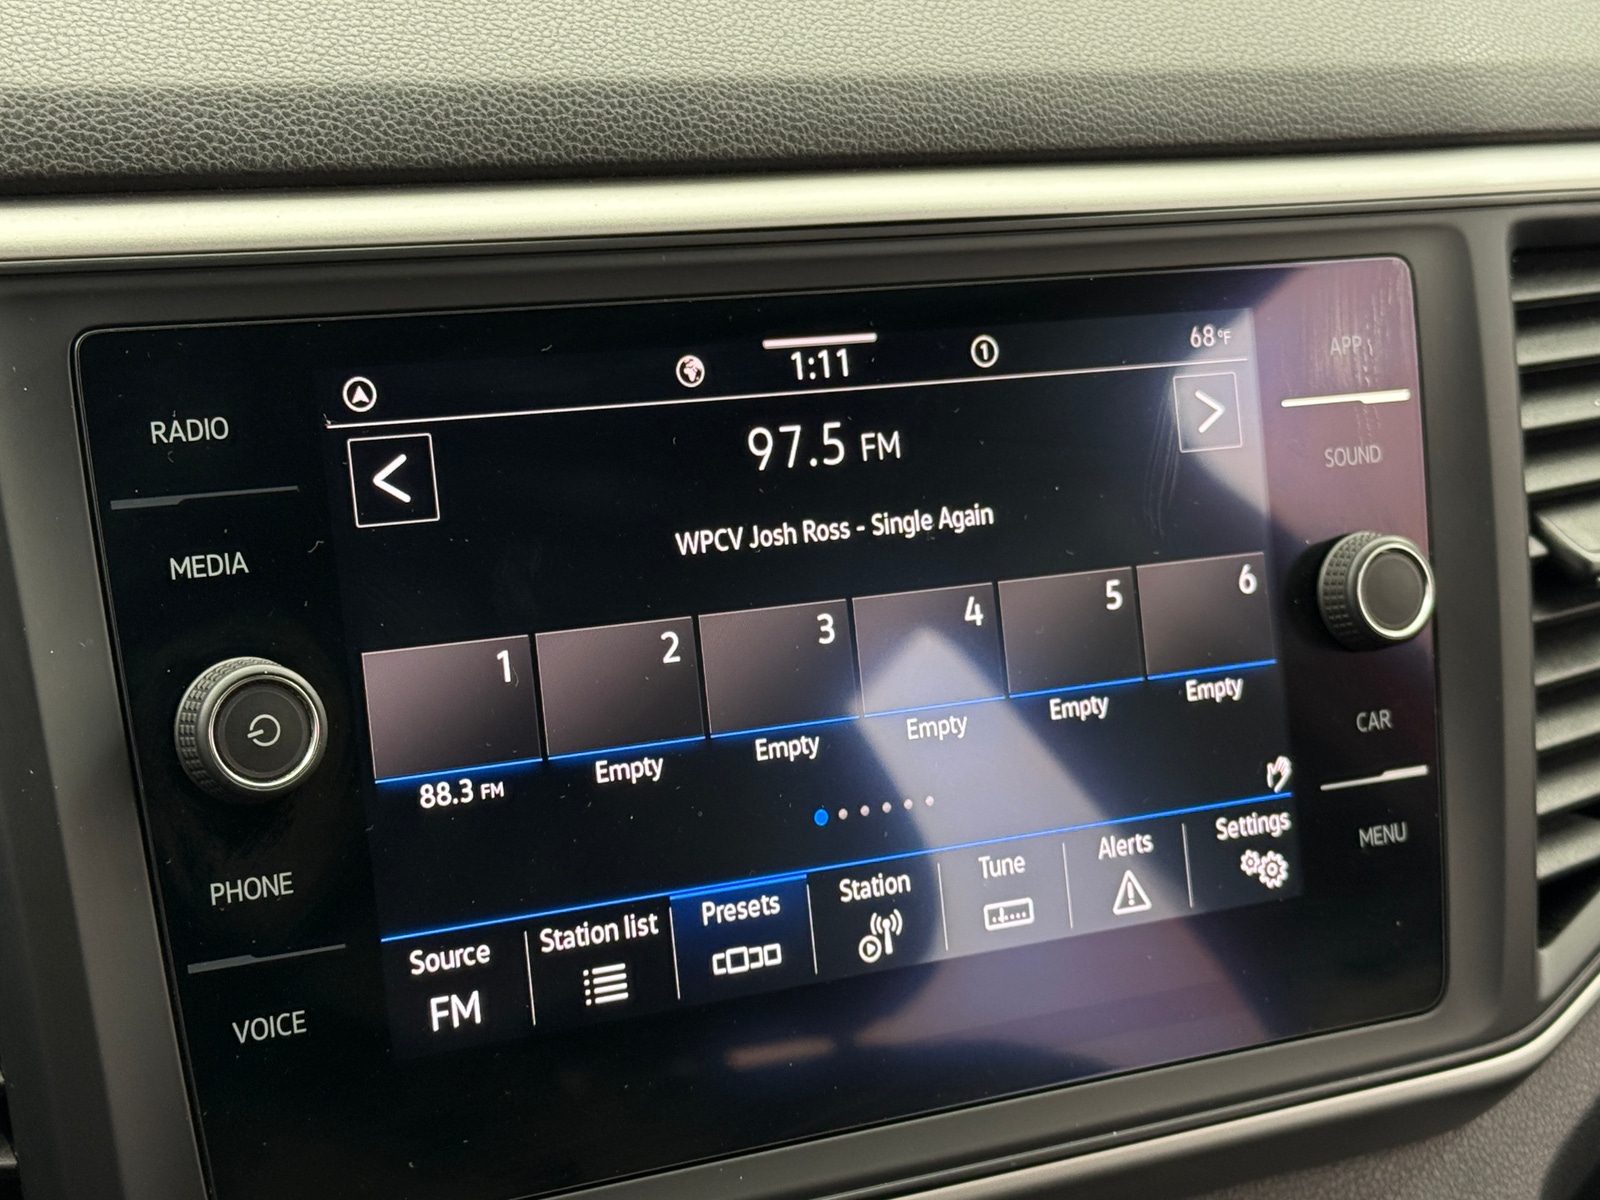 RADIO
MEDIA
PHONE
VOICE
1:11
1
68°F
97.5 FM
WPCV Josh Ross - Single Again
1
2
3
4
5
6
88.3 FM
Empty
Empty
Empty
Empty
Empty
Source
FM
Station list
Presets
Station
Tune
Alerts
Settings
APP
SOUND
CAR
MENU